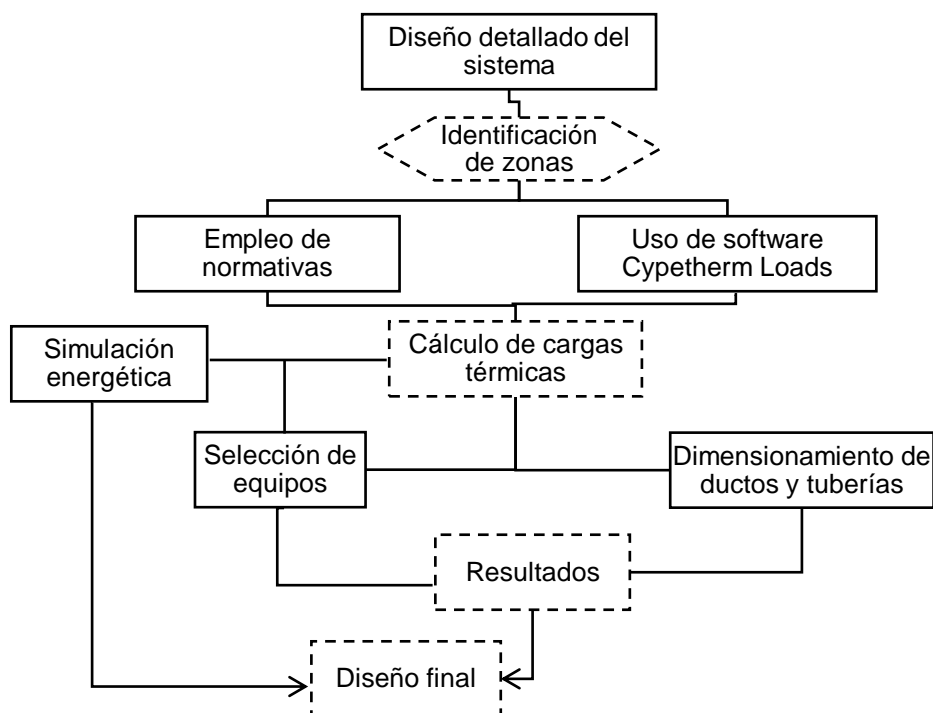 Diseño detallado del
sistema
Identificación
de zonas
Empleo de
normativas
Uso de software
Cypetherm Loads
Simulación
energética
Cálculo de cargas
térmicas
Selección de
equipos
Dimensionamiento de
ductos y tuberías
Resultados
Diseño final